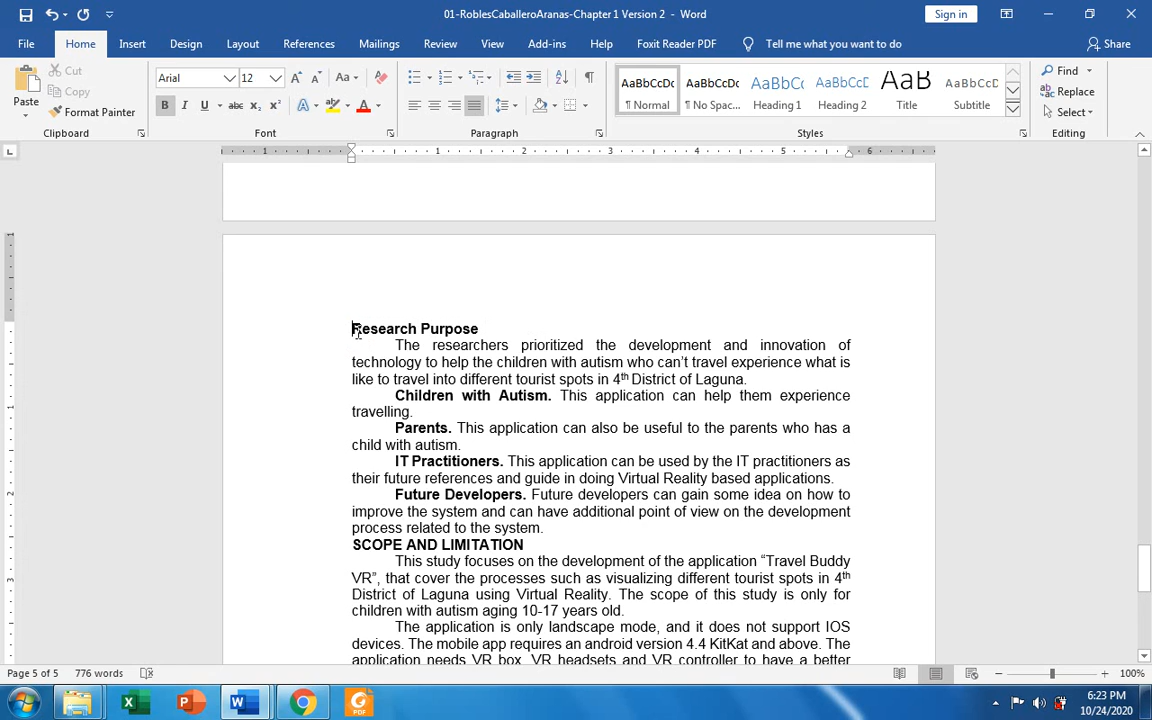 01-RoblesCaballeroAranas-Chapter 1 Version 2 - Word
Sign in
File Home Insert Design Layout References Mailings Review View Add-ins Help Foxit Reader PDF Tell me what you want to do Share
Paste
Cut
Copy
Format Painter
Clipboard
Arial 12
Font
Paragraph
AaBbCcDc AaBbCcDc AaBbCc AaBbCcD AaB AaBbCcD
¶ Normal ¶ No Spac... Heading 1 Heading 2 Title Subtitle
Styles
Find
Replace
Select
Editing
Research Purpose
The researchers prioritized the development and innovation of
technology to help the children with autism who can’t travel experience what is
like to travel into different tourist spots in 4th District of Laguna.
Children with Autism. This application can help them experience
travelling.
Parents. This application can also be useful to the parents who has a
child with autism.
IT Practitioners. This application can be used by the IT practitioners as
their future references and guide in doing Virtual Reality based applications.
Future Developers. Future developers can gain some idea on how to
improve the system and can have additional point of view on the development
process related to the system.
SCOPE AND LIMITATION
This study focuses on the development of the application “Travel Buddy
VR”, that cover the processes such as visualizing different tourist spots in 4th
District of Laguna using Virtual Reality. The scope of this study is only for
children with autism aging 10-17 years old.
The application is only landscape mode, and it does not support IOS
devices. The mobile app requires an android version 4.4 KitKat and above. The
application needs VR box, VR headsets and VR controller to have a better
Page 5 of 5 776 words 100%
6:23 PM
10/24/2020